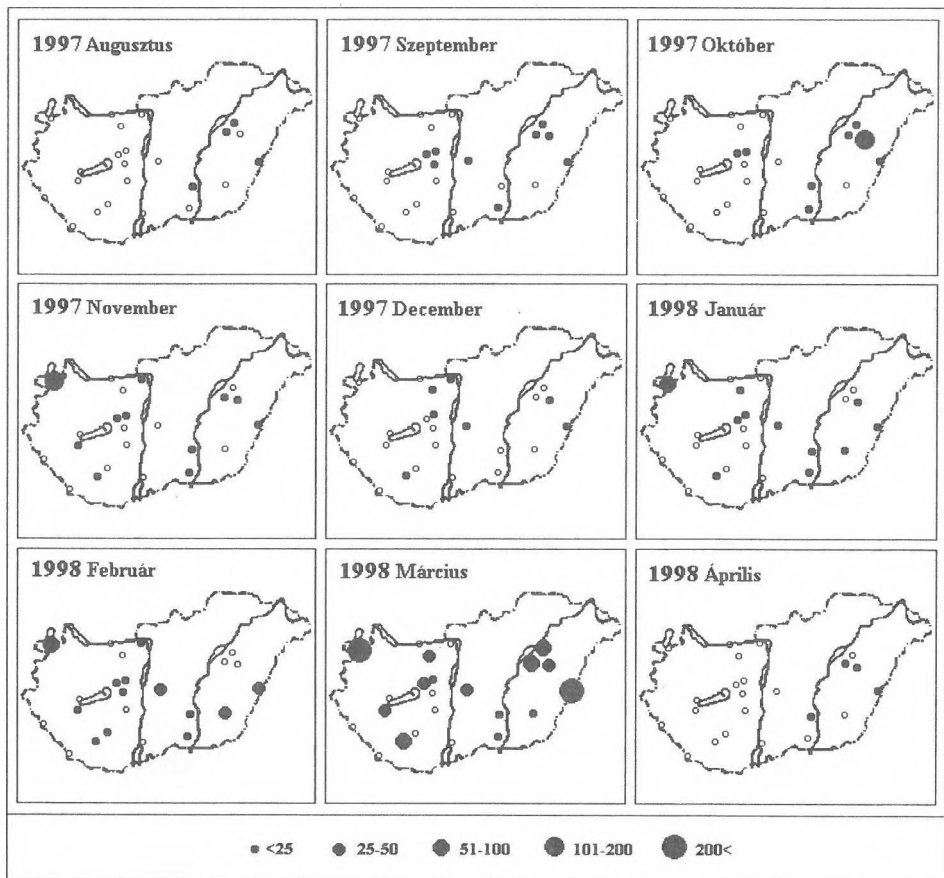 1997 Augusztus
1997 Szeptember
1997 Október
1997 November
1997 December
1998 Január
1998 Február
1998 Március
1998 Április
<25 25-50 51-100 101-200 200<